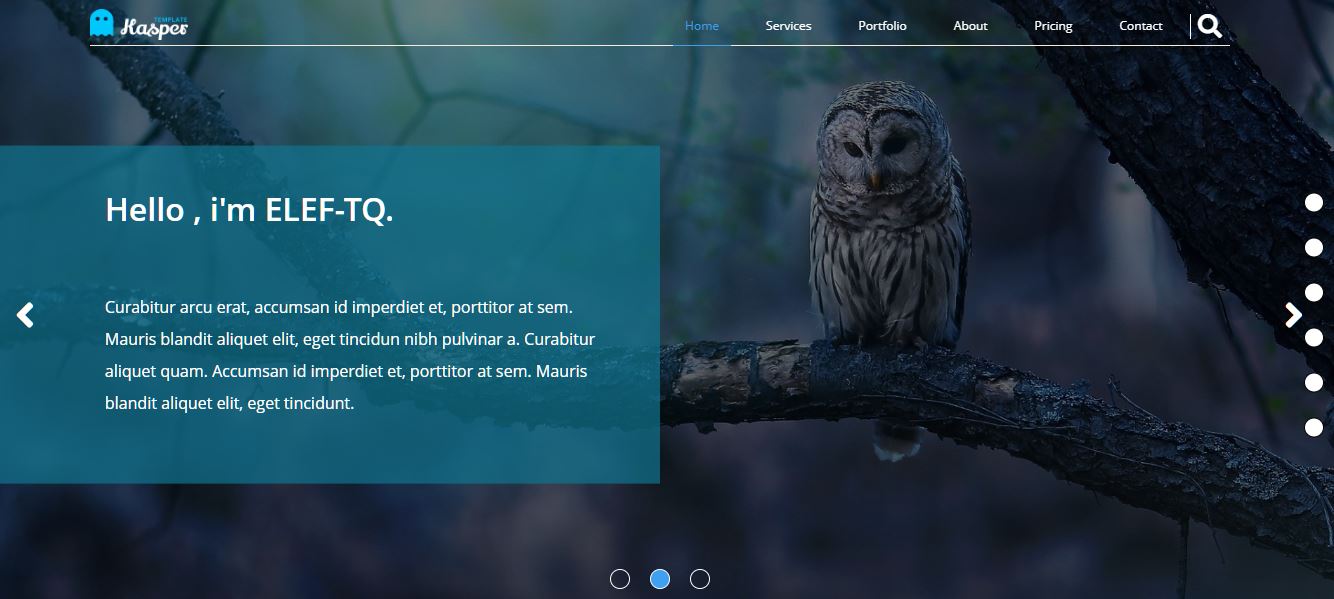 TEMPLATE
Kasper
Home Services Portfolio About Pricing Contact
Hello , i'm ELEF-TQ.
Curabitur arcu erat, accumsan id imperdiet et, porttitor at sem.
Mauris blandit aliquet elit, eget tincidun nibh pulvinar a. Curabitur
aliquet quam. Accumsan id imperdiet et, porttitor at sem. Mauris
blandit aliquet elit, eget tincidunt.